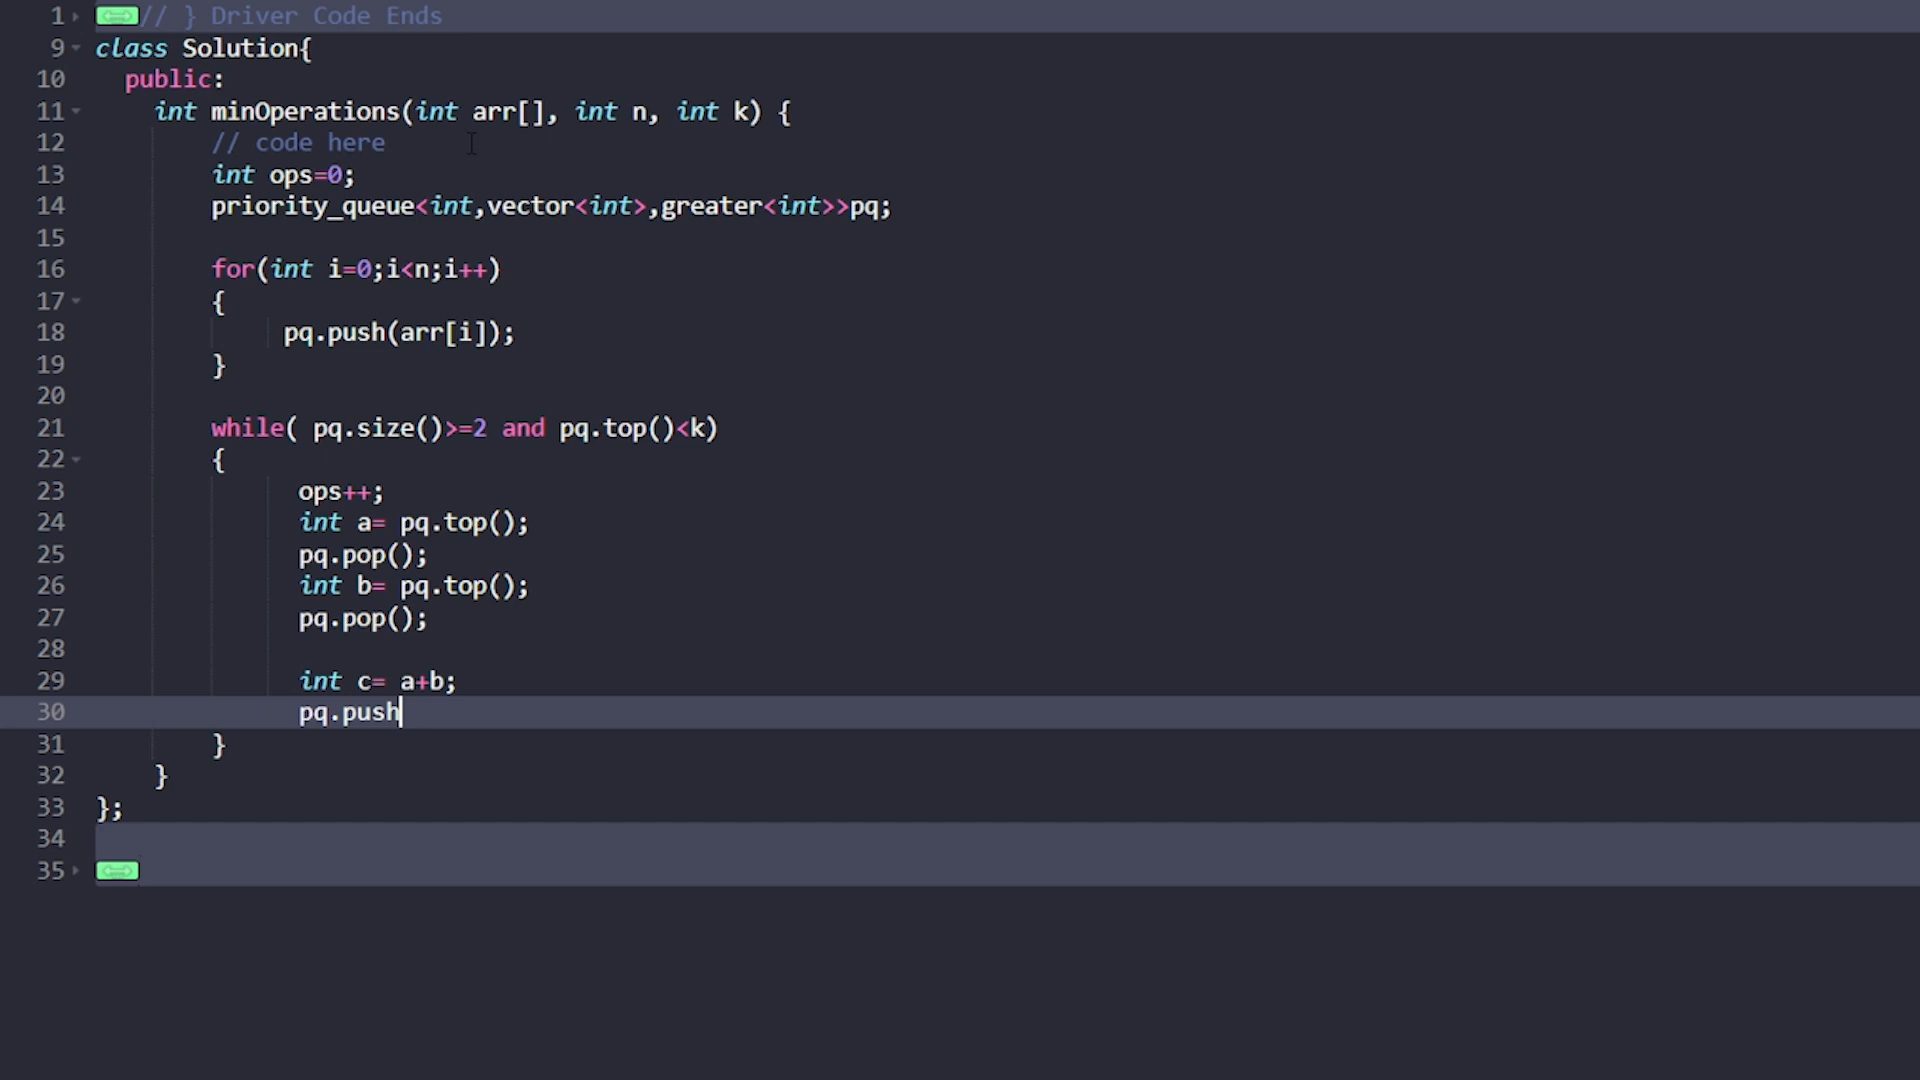 1 // } Driver Code Ends
9 class Solution{
10 public:
11 int minOperations(int arr[], int n, int k) {
12 // code here
13 int ops=0;
14 priority_queue<int,vector<int>,greater<int>>pq;
15
16 for(int i=0;i<n;i++)
17 {
18 pq.push(arr[i]);
19 }
20
21 while( pq.size()>=2 and pq.top()<k)
22 {
23 ops++;
24 int a= pq.top();
25 pq.pop();
26 int b= pq.top();
27 pq.pop();
28
29 int c= a+b;
30 pq.push
31 }
32 }
33 };
34
35